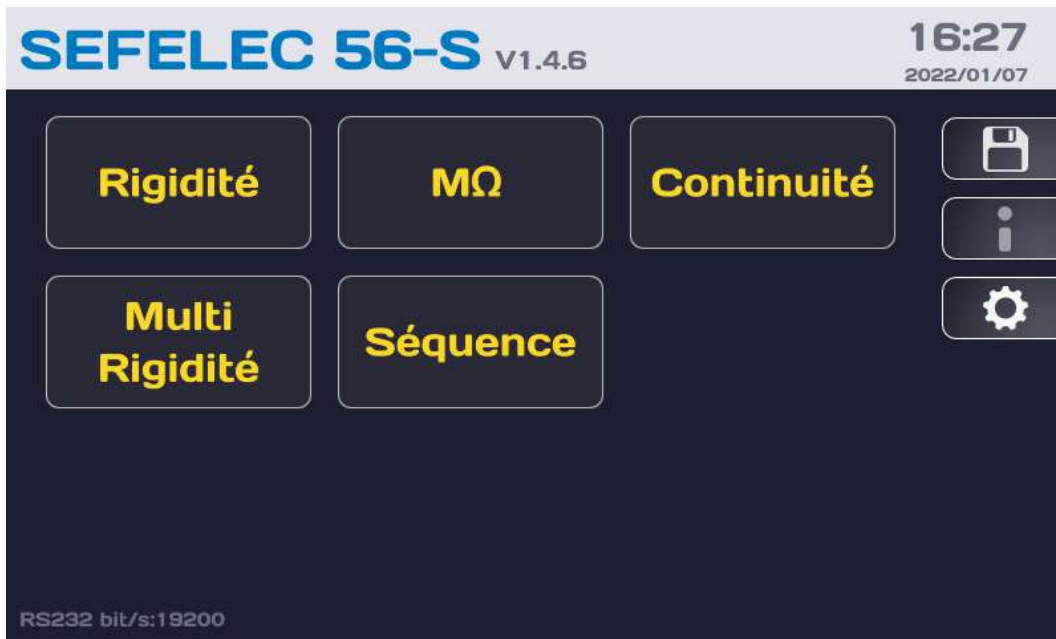 SEFELEC 56-S V1.4.6
16:27
2022/01/07
Rigidité
MΩ
Continuité
Multi
Rigidité
Séquence
RS232 bit/s:19200